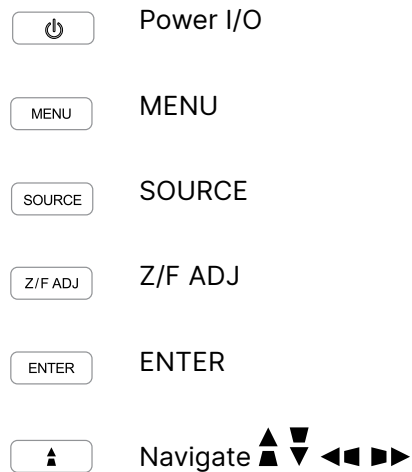 Power I/O
MENU MENU
SOURCE SOURCE
Z/F ADJ Z/F ADJ
ENTER ENTER
Navigate